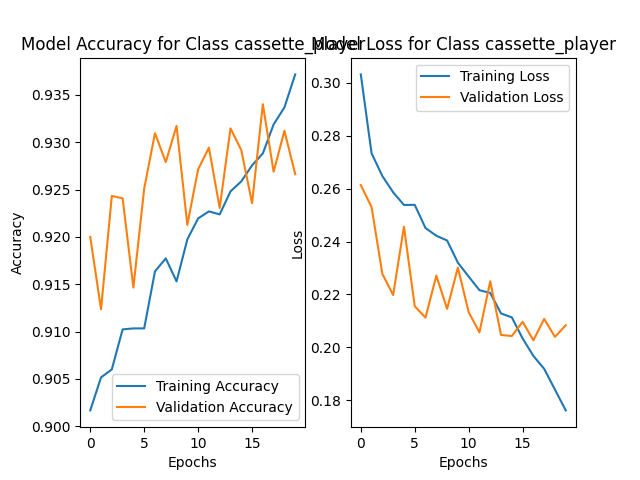 Model Accuracy for Class cassette_player
Model Loss for Class cassette_player
Accuracy
0.935
0.930
0.925
0.920
0.915
0.910
0.905
0.900
Training Accuracy
Validation Accuracy
0
5
10
15
Epochs
Loss
0.30
0.28
0.26
0.24
0.22
0.20
0.18
Training Loss
Validation Loss
0
5
10
15
Epochs